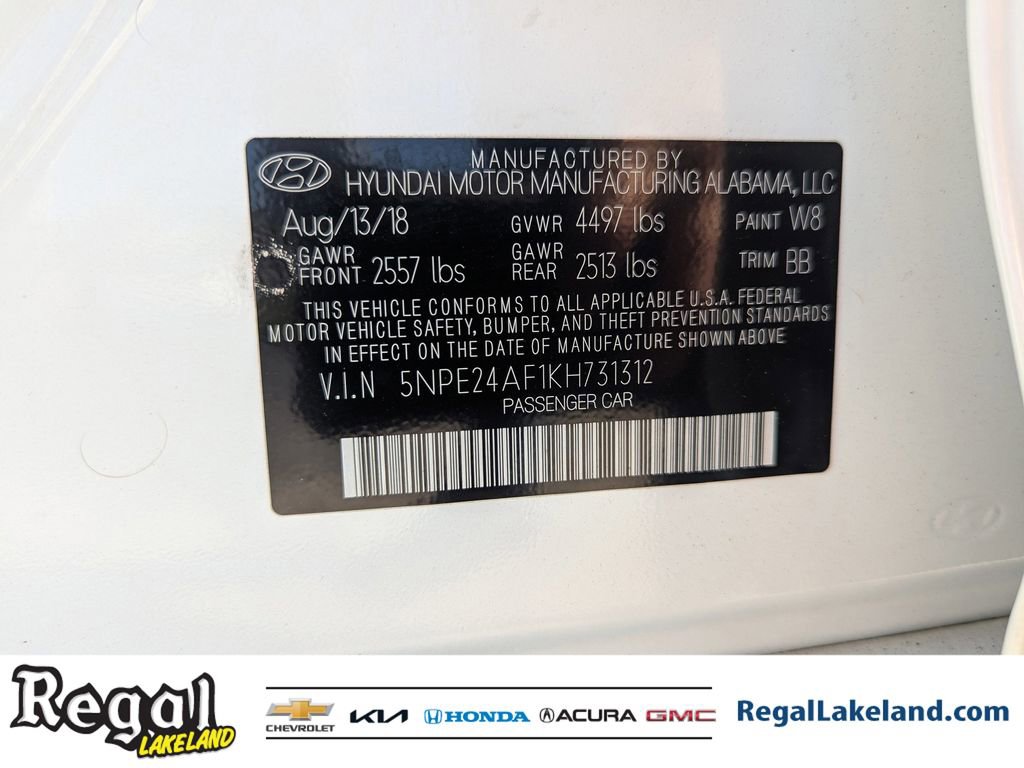 MANUFACTURED BY
HYUNDAI MOTOR MANUFACTURING ALABAMA, LLC
Aug/13/18 GVWR 4497 lbs PAINT W8
GAWR FRONT 2557 lbs GAWR REAR 2513 lbs TRIM BB
THIS VEHICLE CONFORMS TO ALL APPLICABLE U.S.A. FEDERAL
MOTOR VEHICLE SAFETY, BUMPER, AND THEFT PREVENTION STANDARDS
IN EFFECT ON THE DATE OF MANUFACTURE SHOWN ABOVE
V.I.N 5NPE24AF1KH731312
PASSENGER CAR
Regal
LAKELAND
CHEVROLET KIA HONDA ACURA GMC
RegalLakeland.com